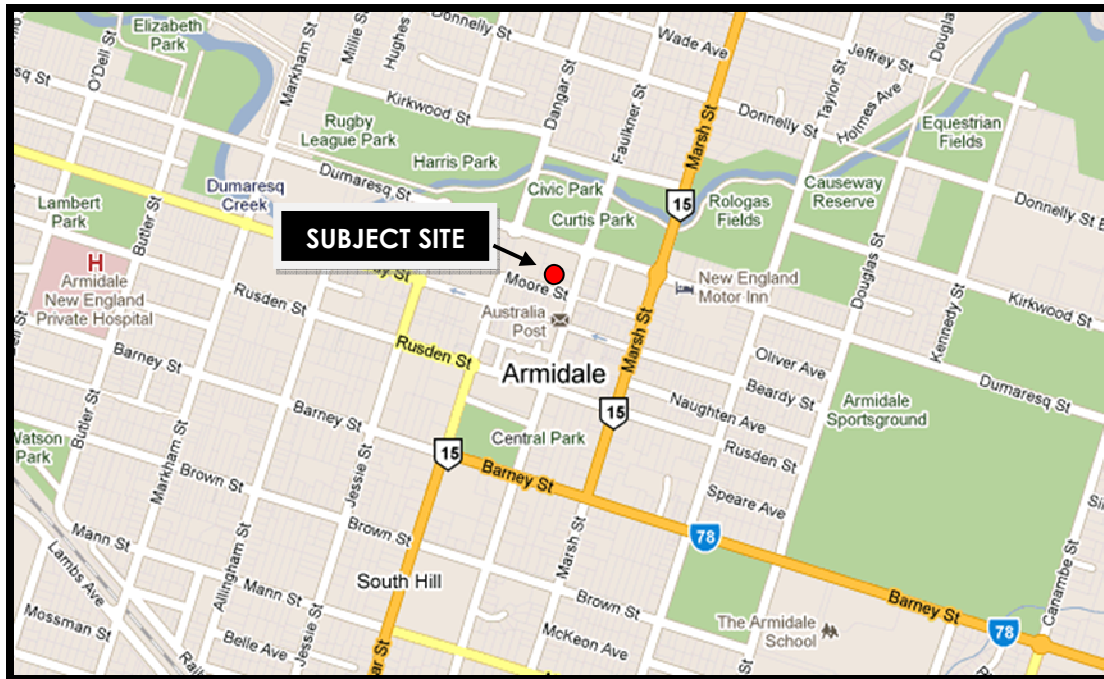 Elizabeth
Park
O'Dell St
Markham St
Millie St
Hughes
Donnelly St
Wade Ave
Jeffrey St
Dougla
Dangar St
Faulkner St
Marsh St
Taylor St
Holmes Ave
Donnelly St
Kirkwood St
Rugby
League Park
Harris Park
Equestrian
Fields
Dumaresq St
Dumaresq
Creek
Civic Park
Curtis Park
15
Rologas
Fields
Causeway
Reserve
Donnelly St E
Lambert
Park
Butler St
SUBJECT SITE
H
Armidale
New England
Private Hospital
Rusden St
Moore St
Australia
Post
New England
Motor Inn
Douglas St
Kennedy St
Kirkwood St
Marsh St
Barney St
Rusden St
Armidale
Oliver Ave
Beardy St
Dumaresq St
Armidale
Sportsground
Naughten Ave
15
Butler St
Barney St
Central Park
Rusden St
Watson
Park
Markham St
Jessie St
15
Barney St
Speare Ave
Brown St
78
Brown St
Marsh St
Mann St
Lambs Ave
Allingham St
South Hill
Canambe St
Mann St
Brown St
Barney St
78
Mossman St
Belle Ave
Jessie St
McKeon Ave
The Armidale
School
ar St
St